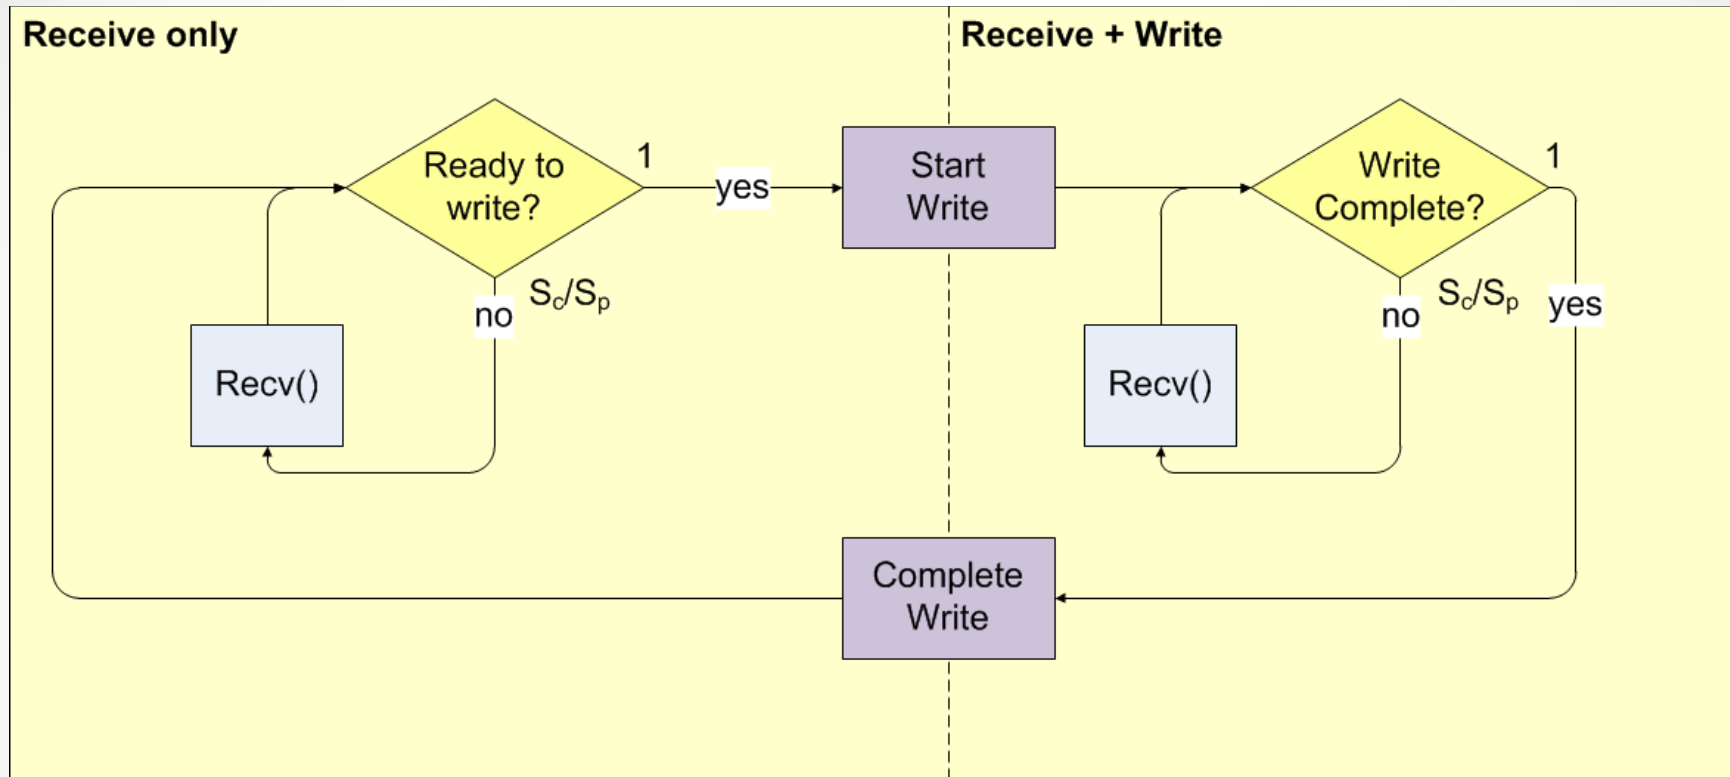 Receive only
Receive + Write
Ready to
write?
1
yes
Start
Write
Write
Complete?
1
Sc/Sp
no
Sc/Sp
no
yes
Recv()
Recv()
Complete
Write